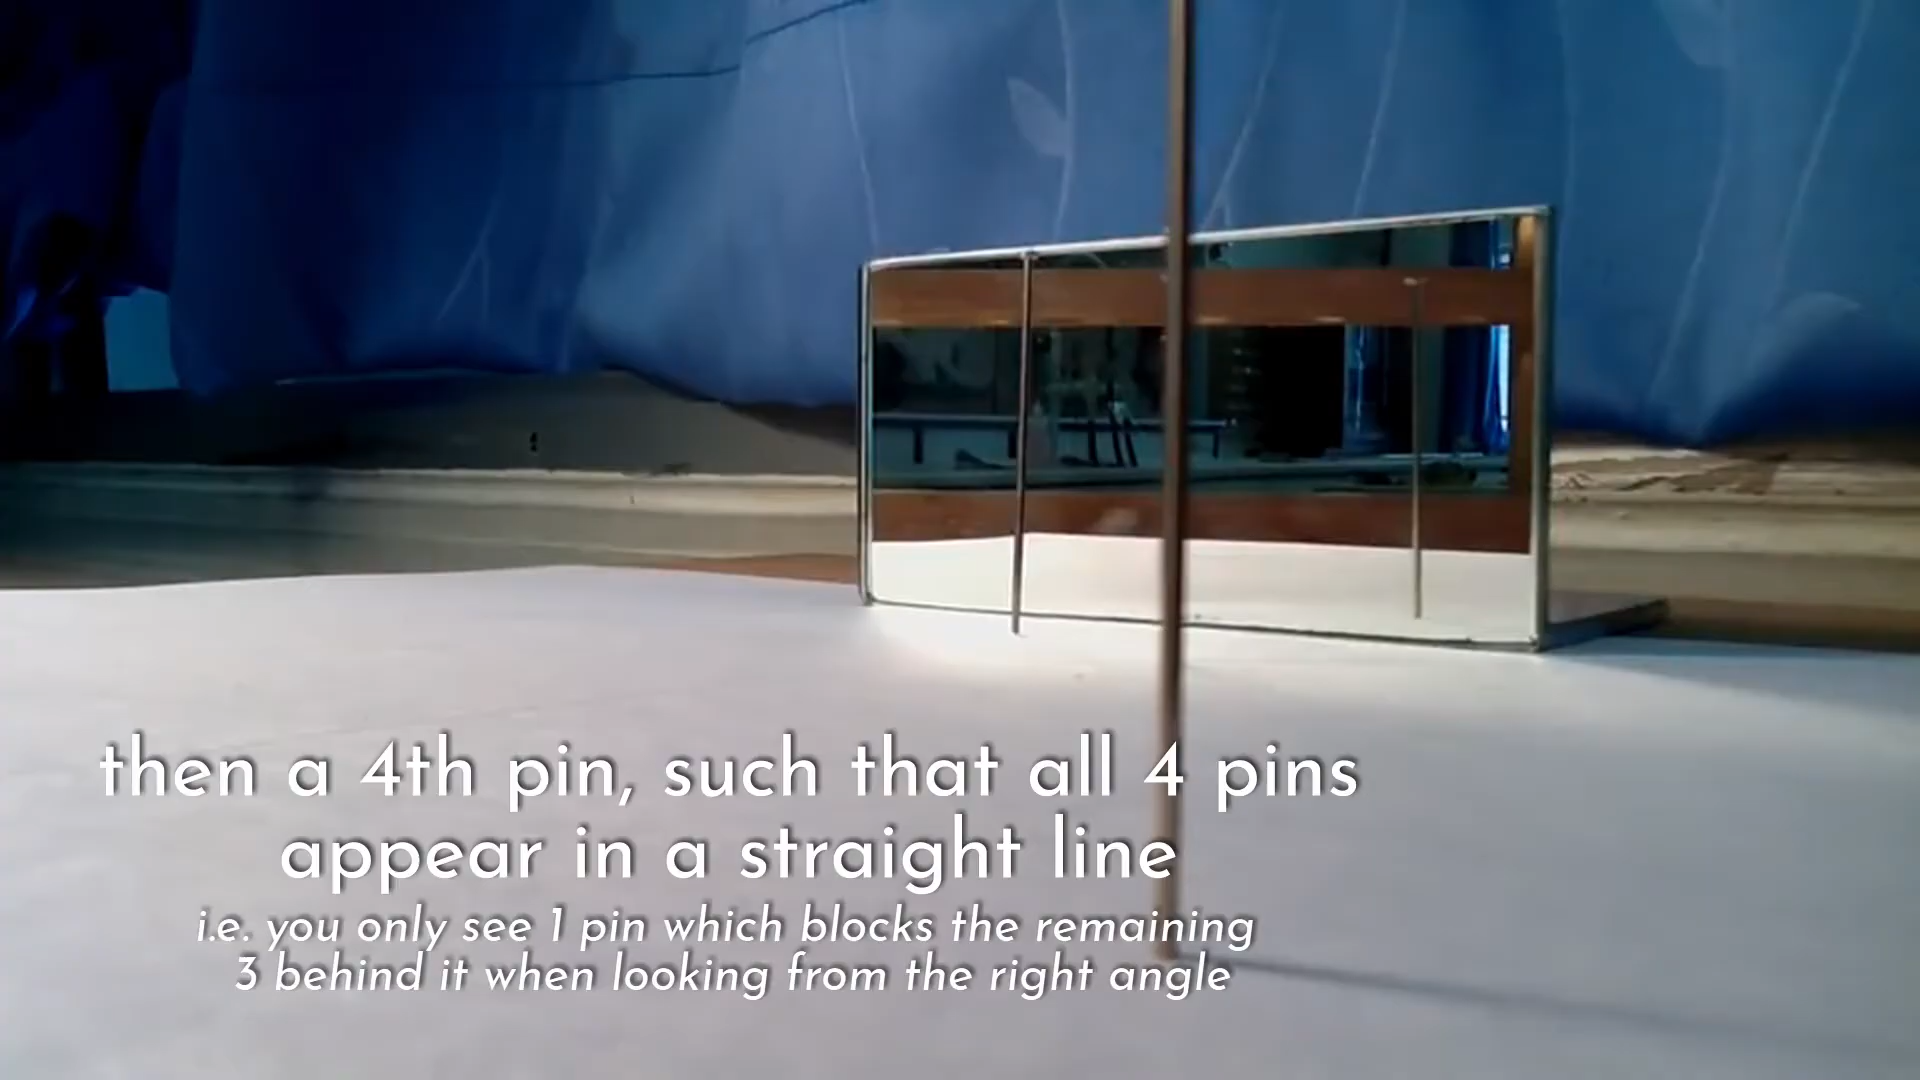 then a 4th pin, such that all 4 pins
appear in a straight line
i.e. you only see 1 pin which blocks the remaining
3 behind it when looking from the right angle